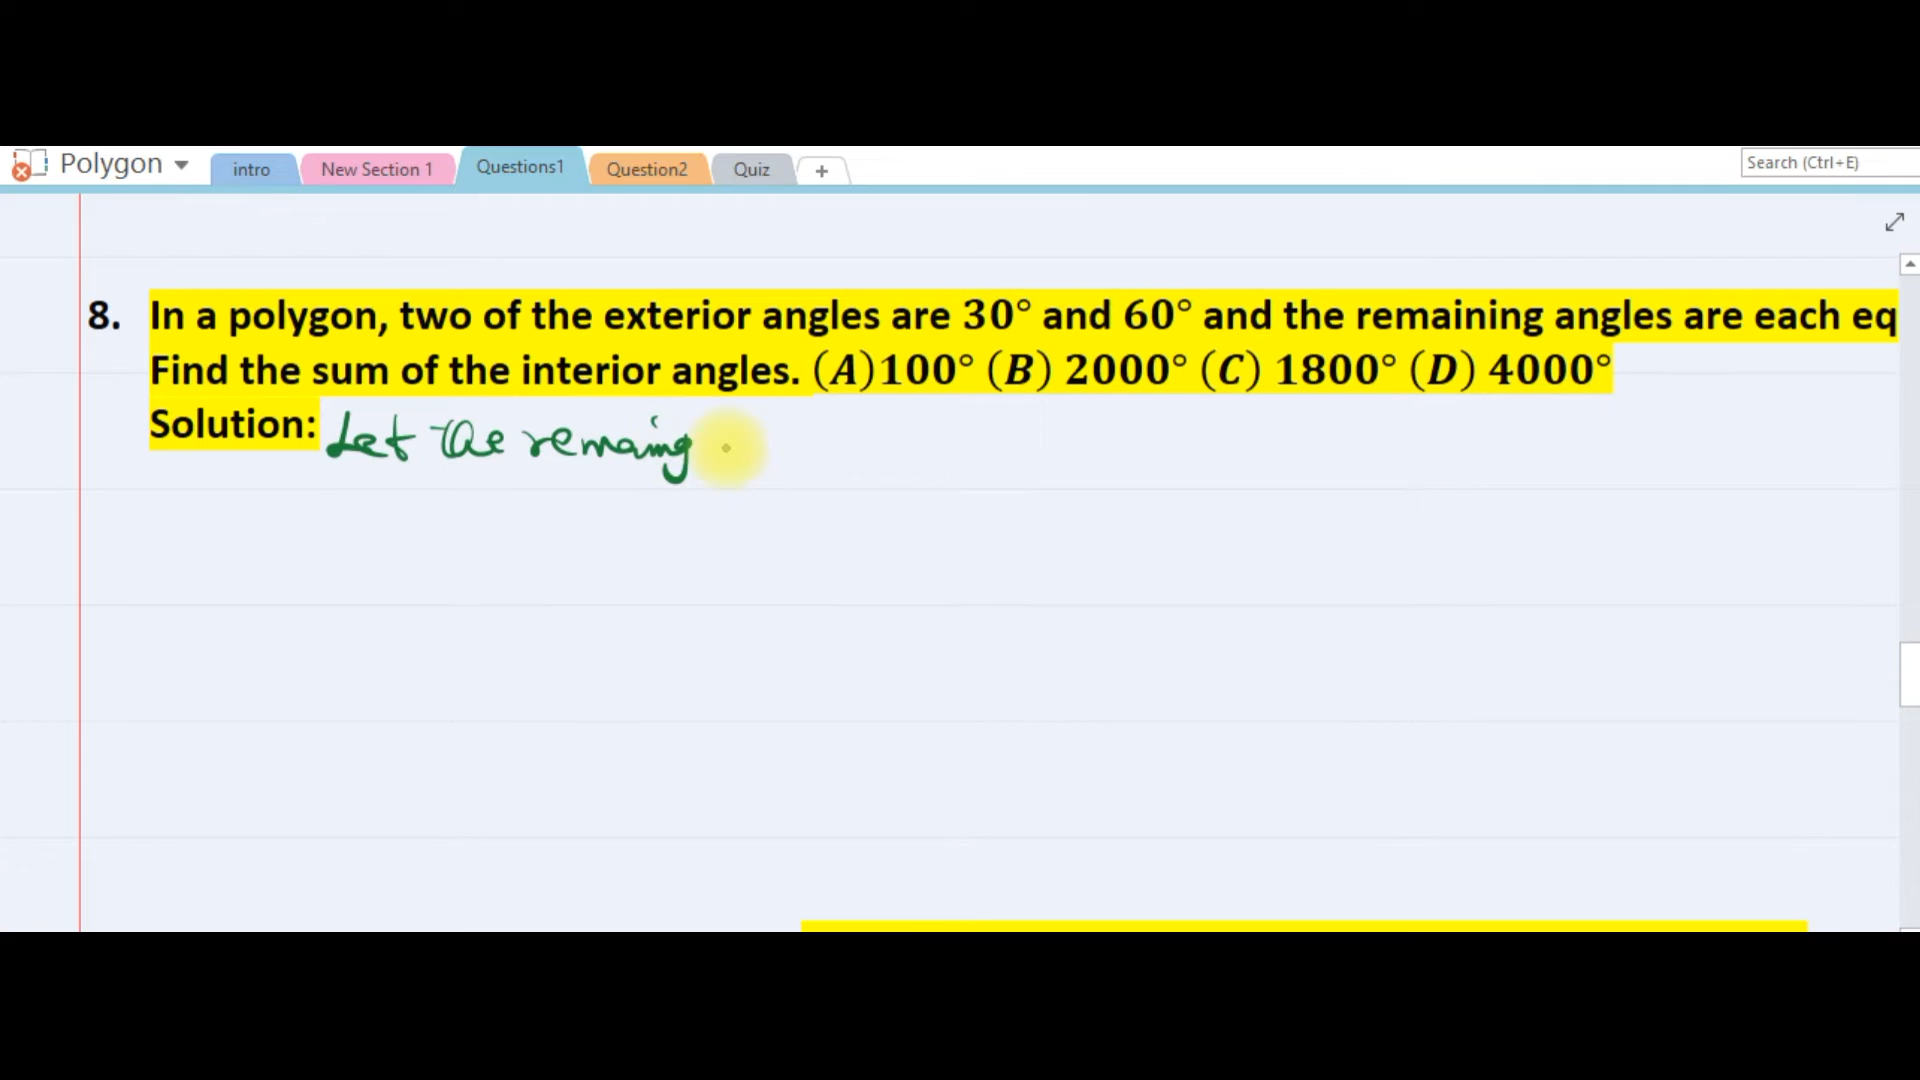 Polygon
intro
New Section 1
Questions1
Question2
Quiz
+
Search (Ctrl+E)
8. In a polygon, two of the exterior angles are 30° and 60° and the remaining angles are each eq
Find the sum of the interior angles. (A)100° (B) 2000° (C) 1800° (D) 4000°
Solution: Let the remaing